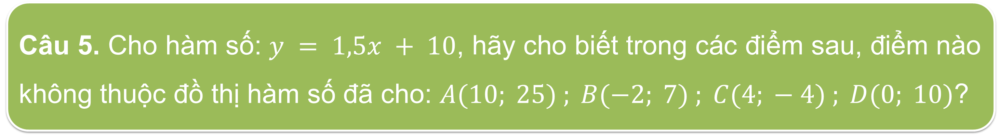 Câu 5. Cho hàm số: y = 1,5x + 10, hãy cho biết trong các điểm sau, điểm nào
không thuộc đồ thị hàm số đã cho: A(10; 25) ; B(−2; 7) ; C(4; − 4) ; D(0; 10)?